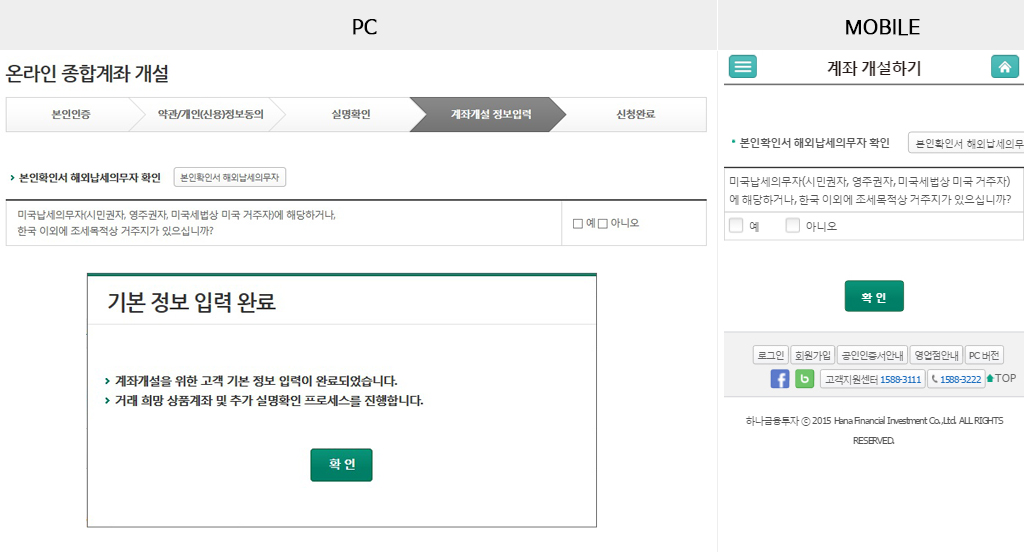 PC
온라인 종합계좌 개설
본인인증
약관/개인(신용)정보동의
실명확인
계좌개설 정보입력
신청완료
본인확인서 해외납세의무자 확인
본인확인서 해외납세의무자
미국납세의무자(시민권자, 영주권자, 미국세법상 미국 거주자)에 해당하거나,
한국 이외에 조세목적상 거주지가 있으십니까?
예 아니오
기본 정보 입력 완료
계좌개설을 위한 고객 기본 정보 입력이 완료되었습니다.
거래 희망 상품계좌 및 추가 실명확인 프로세스를 진행합니다.
확인
MOBILE
계좌 개설하기
본인확인서 해외납세의무자 확인
본인확인서 해외납세의무
미국납세의무자(시민권자, 영주권자, 미국세법상 미국 거주자)
에 해당하거나, 한국 이외에 조세목적상 거주지가 있으십니까?
예 아니오
확인
로그인 회원가입 공인인증서안내 영업점안내 PC 버전
f b 고객지원센터 1588-3111 1588-3222 TOP
하나금융투자 ⓒ 2015 Hana Financial Investment Co.,Ltd. ALL RIGHTS
RESERVED.